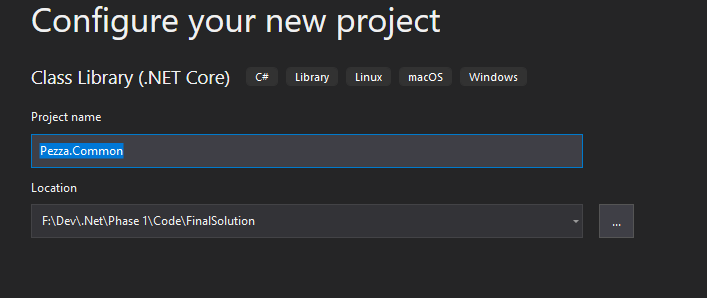 Configure your new project
Class Library (.NET Core) C# Library Linux macOS Windows
Project name
Pezza.Common
Location
F:\Dev\.Net\Phase 1\Code\FinalSolution ...